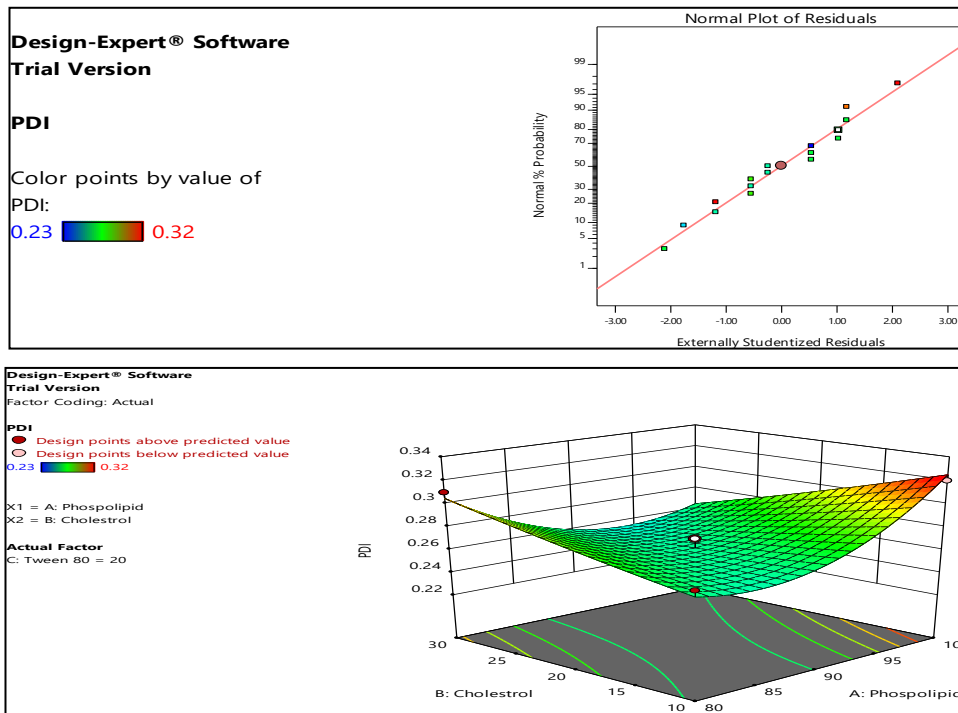 Design-Expert® Software
Trial Version
PDI
Color points by value of
PDI:
0.23 0.32
Normal Plot of Residuals
Normal % Probability
99
95
90
80
70
50
30
20
10
5
1
-3.00 -2.00 -1.00 0.00 1.00 2.00 3.00
Externally Studentized Residuals
Design-Expert® Software
Trial Version
Factor Coding: Actual
PDI
Design points above predicted value
Design points below predicted value
0.23 0.32
X1 = A: Phospolipid
X2 = B: Cholestrol
Actual Factor
C: Tween 80 = 20
PDI
0.34
0.32
0.3
0.28
0.26
0.24
0.22
30
25
20
15
10
B: Cholestrol
80
85
90
95
10
A: Phospolipid